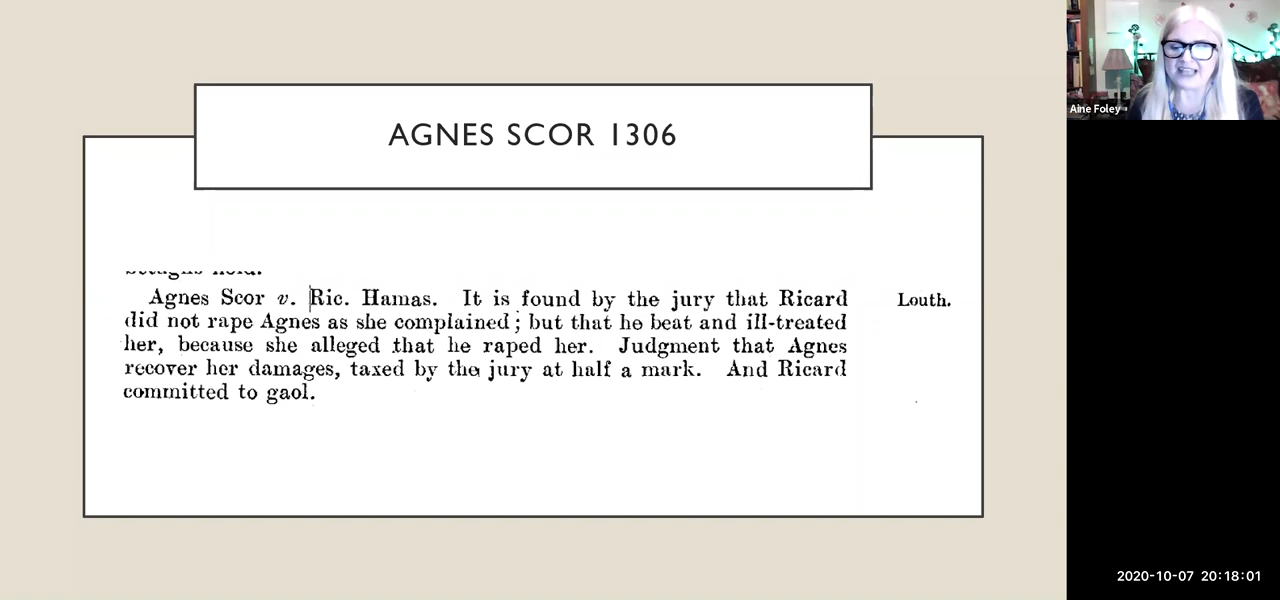 AGNES SCOR 1306
Agnes Scor v. Ric. Hamas. It is found by the jury that Ricard
Louth.
did not rape Agnes as she complained; but that he beat and ill-treated
her, because she alleged that he raped her. Judgment that Agnes
recover her damages, taxed by the jury at half a mark. And Ricard
committed to gaol.
Aine Foley
2020-10-07 20:18:01